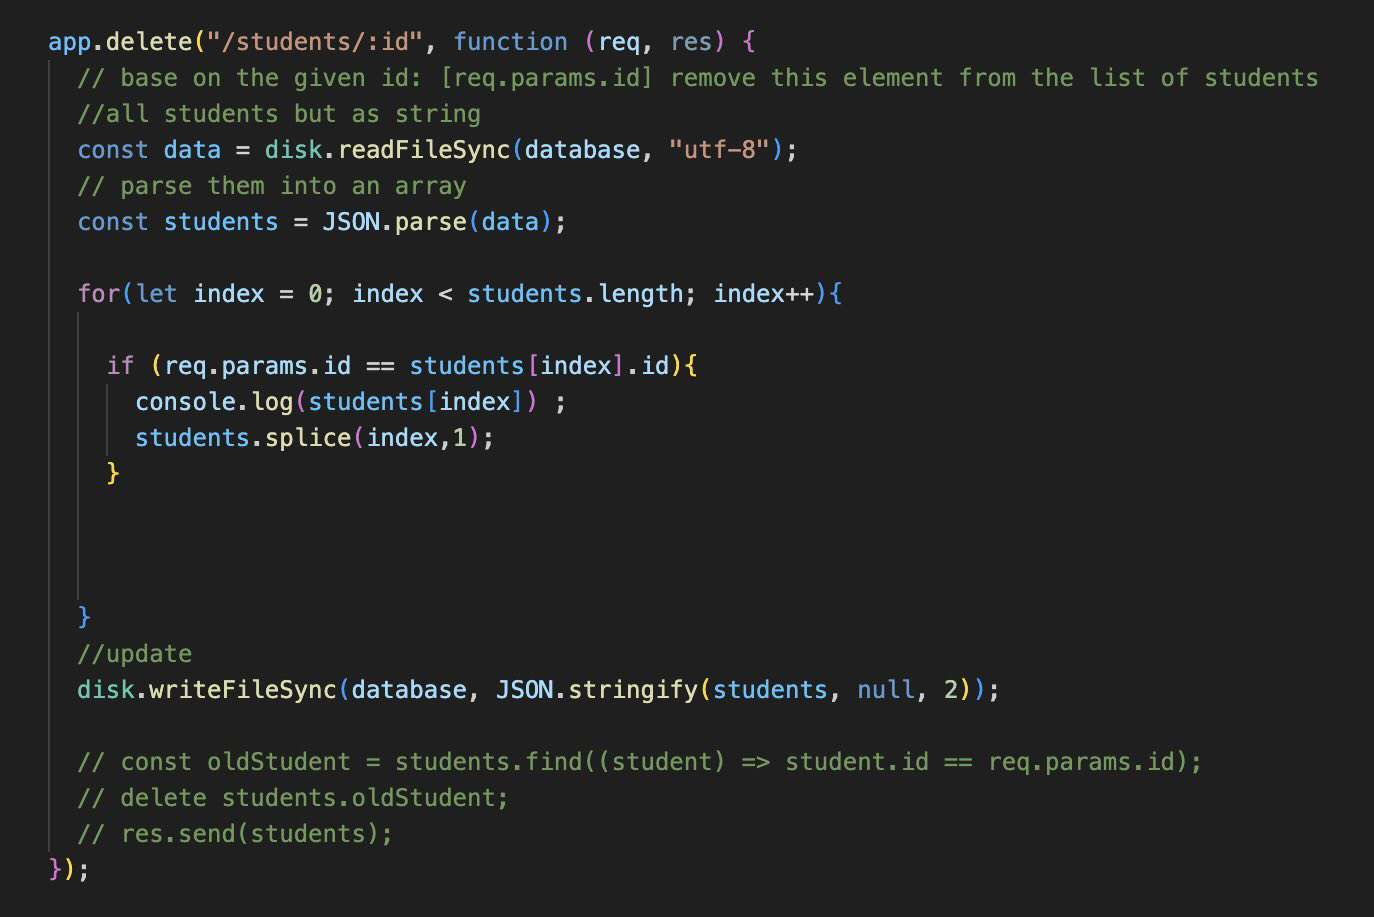 app.delete("/students/:id", function (req, res) {
// base on the given id: [req.params.id] remove this element from the list of students
//all students but as string
const data = disk.readFileSync(database, "utf-8");
// parse them into an array
const students = JSON.parse(data);
for(let index = 0; index < students.length; index++){
if (req.params.id == students[index].id){
console.log(students[index]) ;
students.splice(index,1);
}
}
//update
disk.writeFileSync(database, JSON.stringify(students, null, 2));
// const oldStudent = students.find((student) => student.id == req.params.id);
// delete students.oldStudent;
// res.send(students);
});